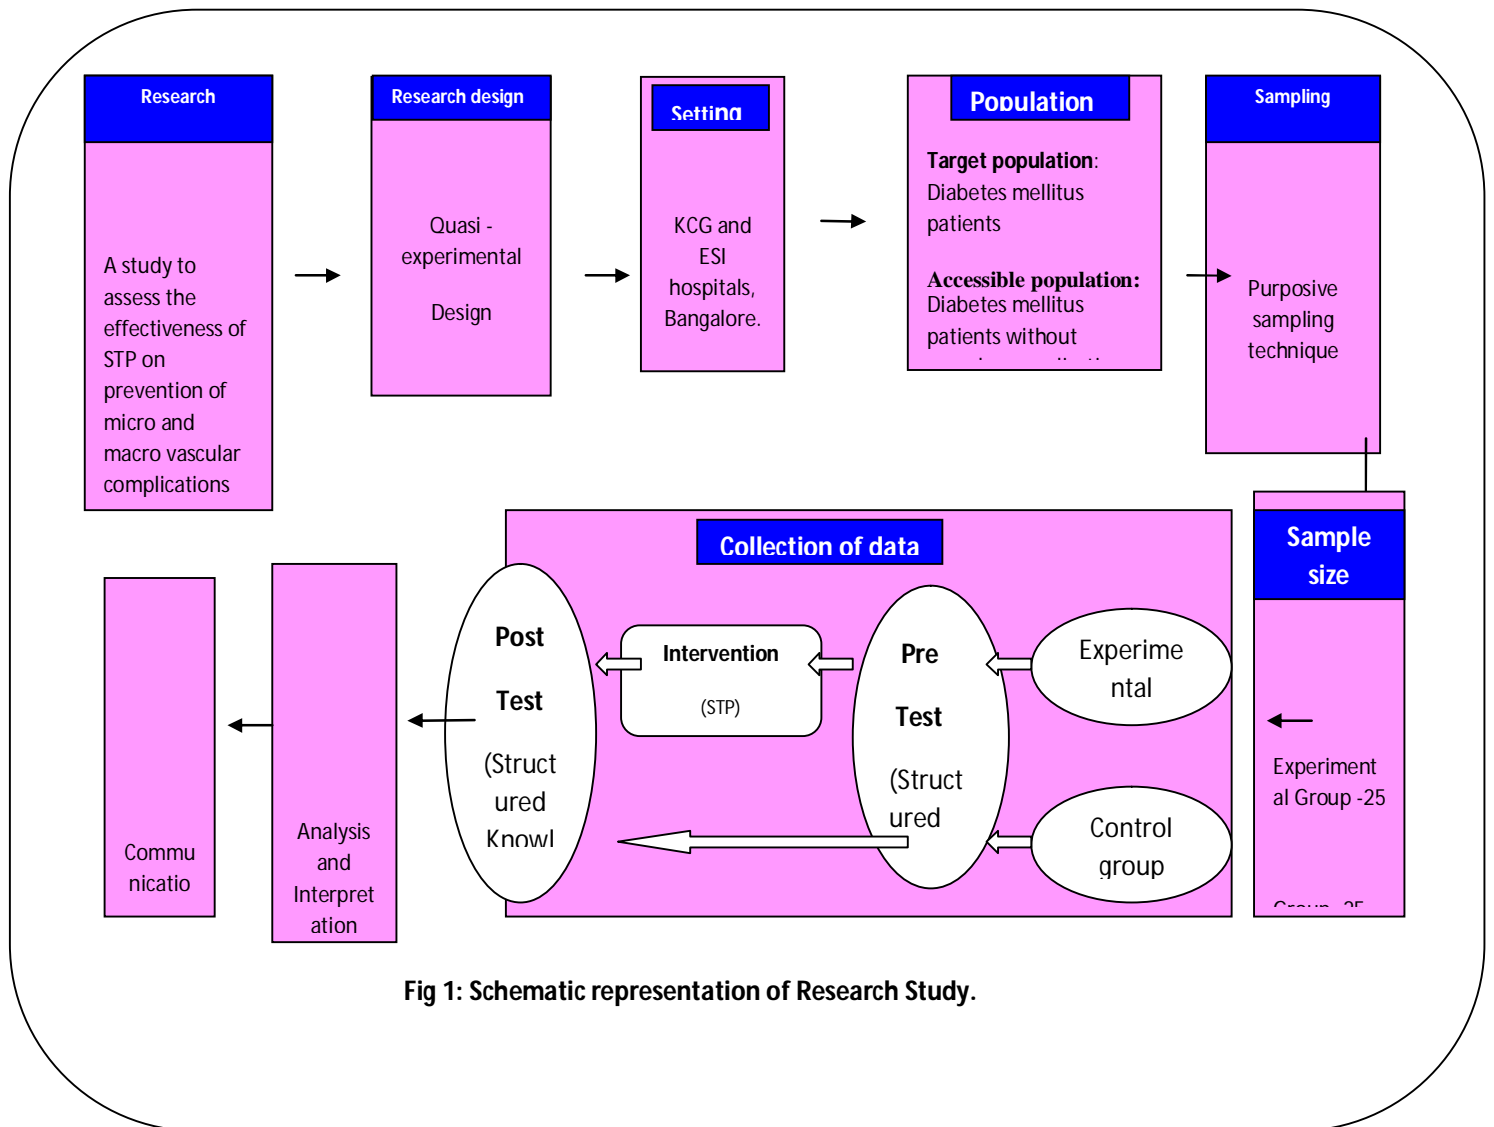 Research
A study to
assess the
effectiveness of
STP on
prevention of
micro and
macro vascular
complications
Research design
Quasi -
experimental
Design
Setting
KCG and
ESI
hospitals,
Bangalore.
Population
Target population:
Diabetes mellitus
patients
Accessible population:
Diabetes mellitus
patients without
Sampling
Purposive
sampling
technique
Sample
size
Experiment
al Group -25
Group -25
Collection of data
Experime
ntal
Control
group
Pre
Test
(Struct
ured
Intervention
(STP)
Post
Test
(Struct
ured
Knowl
Analysis
and
Interpret
ation
Commu
nicatio
Fig 1: Schematic representation of Research Study.